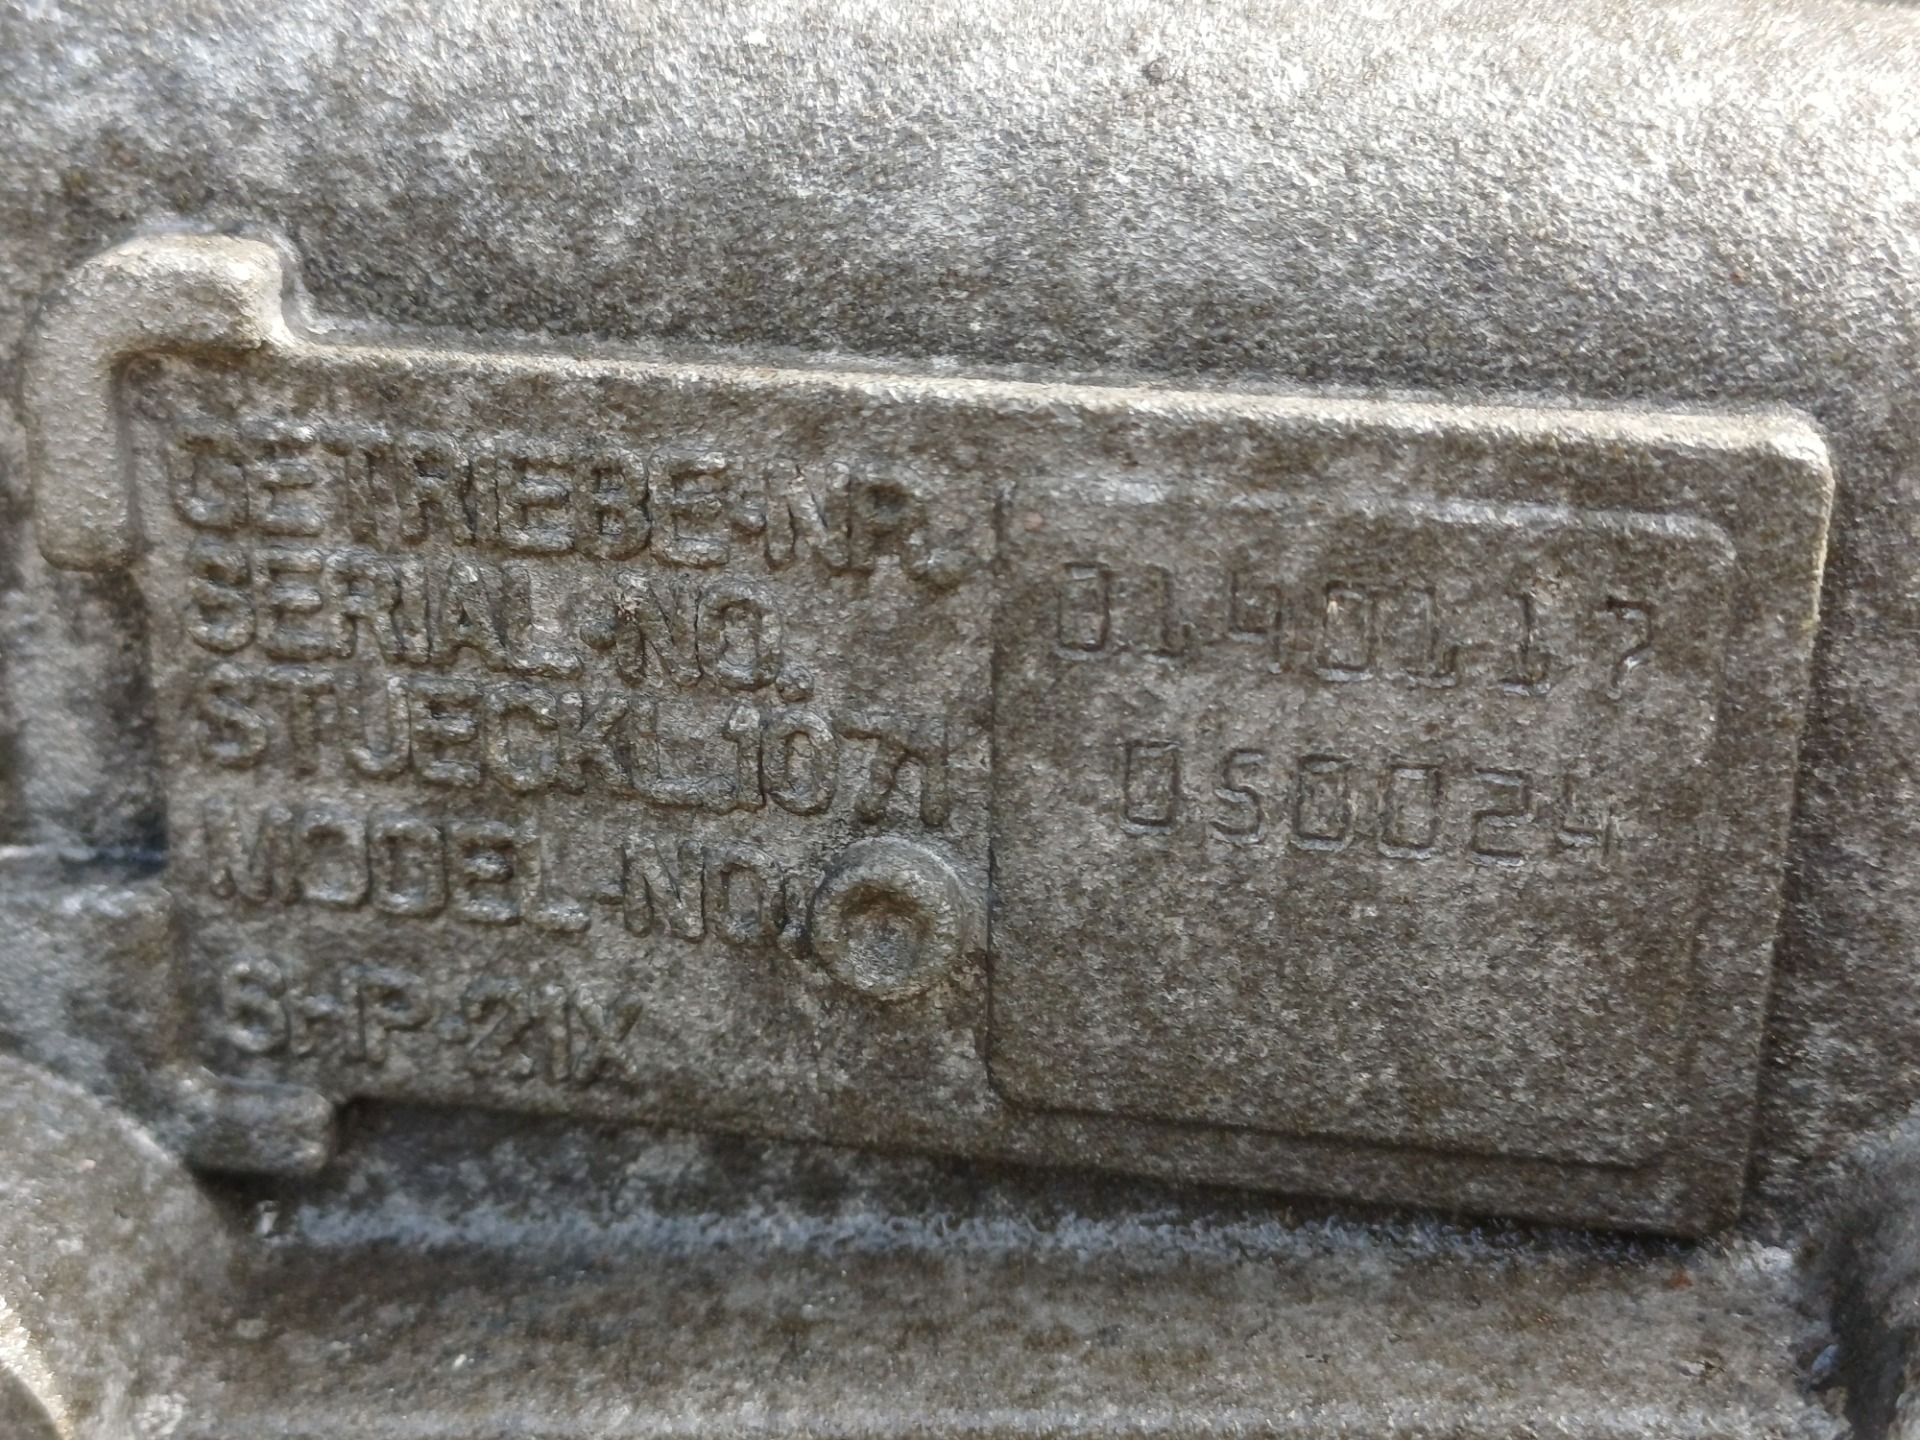 GETRIEBE-NR.
SERIAL-NO.
STUECKL.1071
MODEL-NO.
6HP-21X
0140117
0S0024